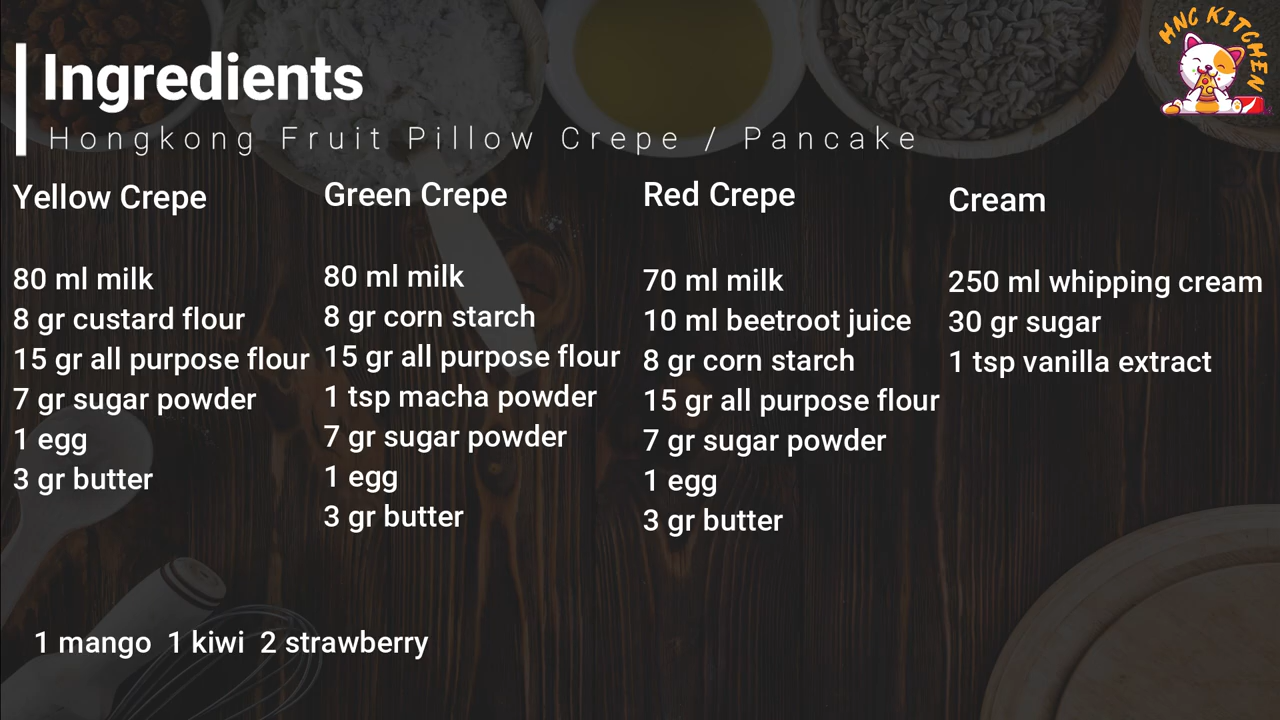 HNC KITCHEN
Ingredients
Hongkong Fruit Pillow Crepe / Pancake
Yellow Crepe
80 ml milk
8 gr custard flour
15 gr all purpose flour
7 gr sugar powder
1 egg
3 gr butter
Green Crepe
80 ml milk
8 gr corn starch
15 gr all purpose flour
1 tsp macha powder
7 gr sugar powder
1 egg
3 gr butter
Red Crepe
70 ml milk
10 ml beetroot juice
8 gr corn starch
15 gr all purpose flour
7 gr sugar powder
1 egg
3 gr butter
Cream
250 ml whipping cream
30 gr sugar
1 tsp vanilla extract
1 mango 1 kiwi 2 strawberry